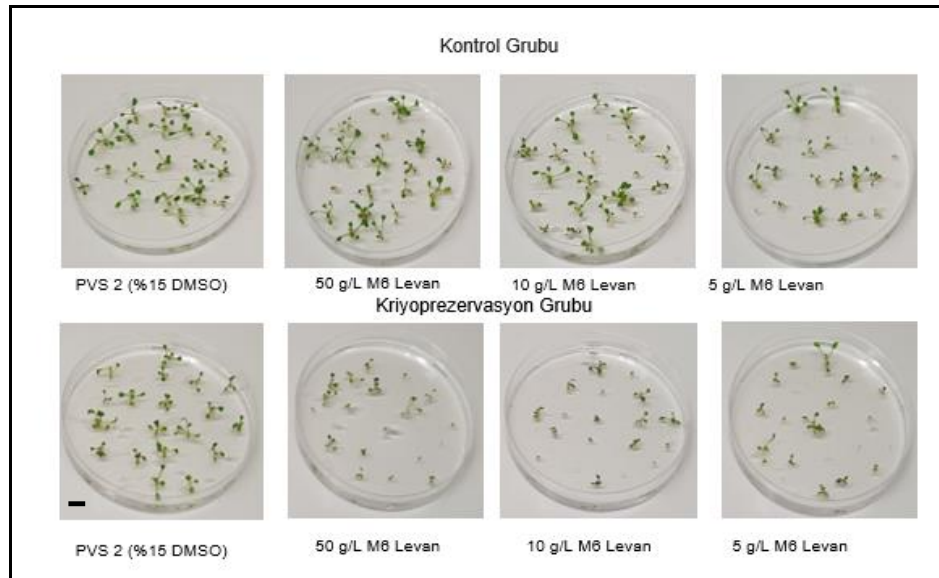 Kontrol Grubu
PVS 2 (%15 DMSO) 50 g/L M6 Levan 10 g/L M6 Levan 5 g/L M6 Levan
Kriyoprezervasyon Grubu
PVS 2 (%15 DMSO) 50 g/L M6 Levan 10 g/L M6 Levan 5 g/L M6 Levan